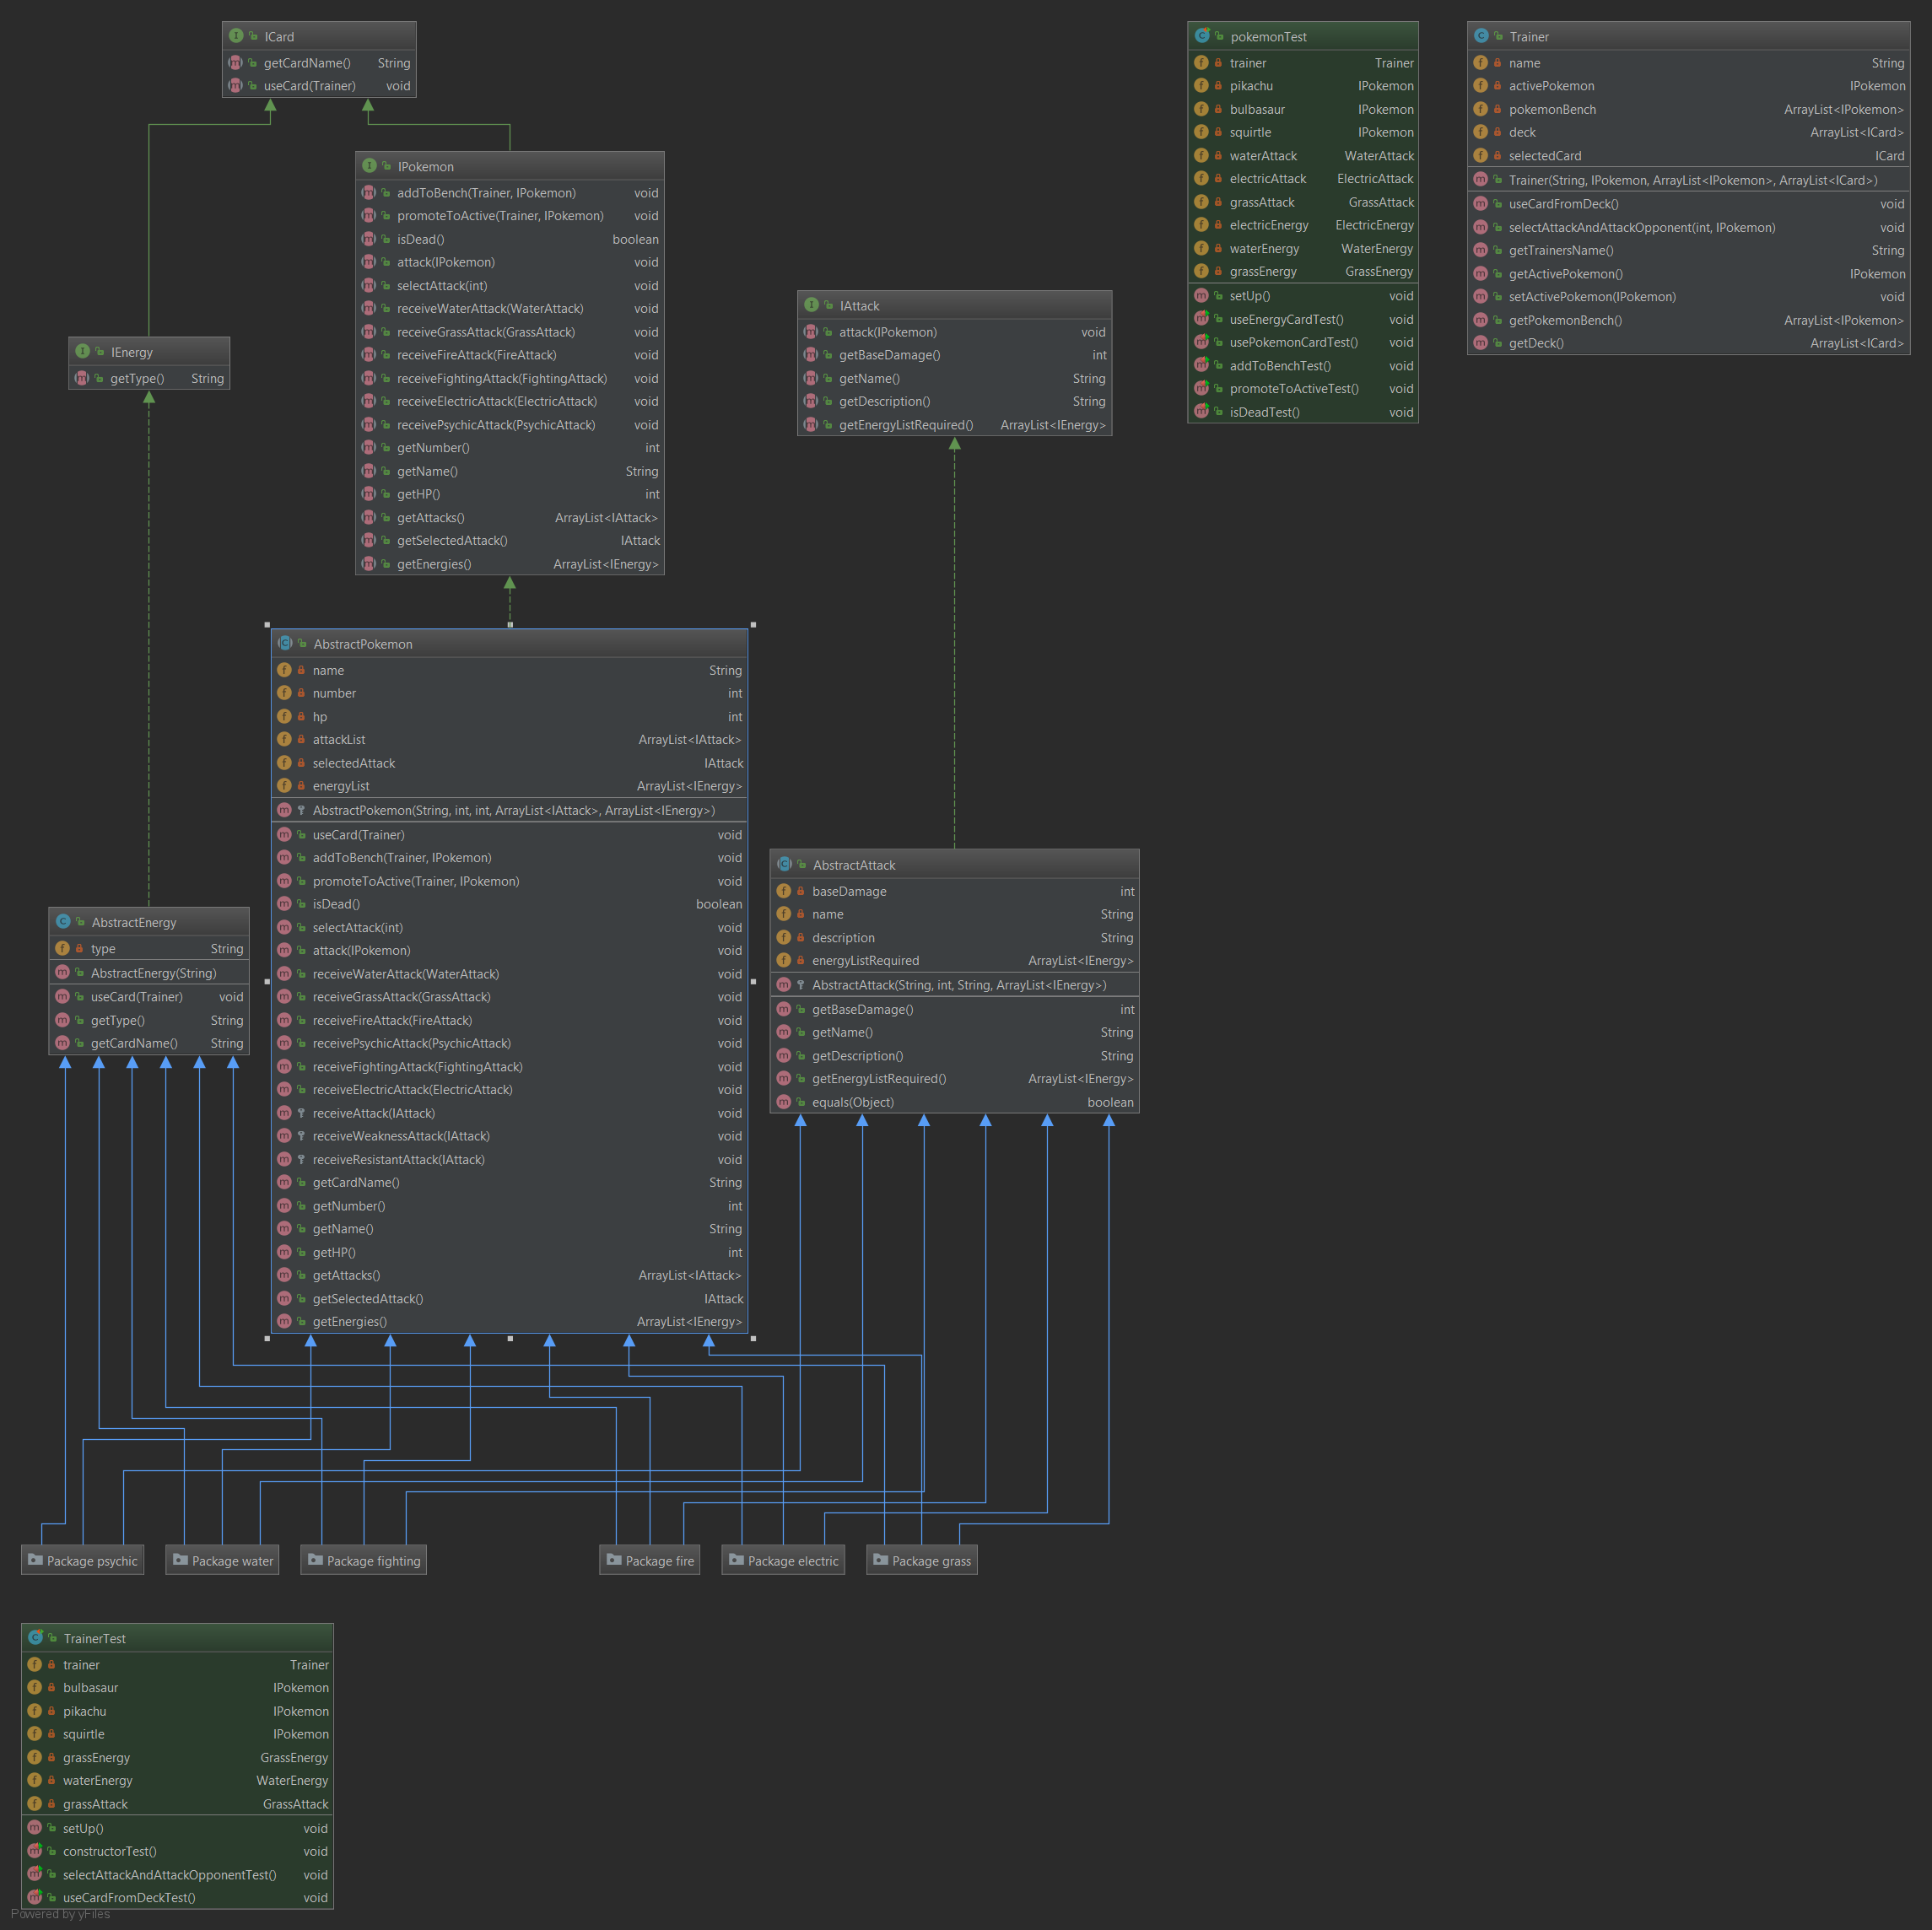 ICard
getCardName() String
useCard(Trainer) void
IPokemon
addToBench(Trainer, IPokemon) void
promoteToActive(Trainer, IPokemon) void
isDead() boolean
attack(IPokemon) void
selectAttack(int) void
receiveWaterAttack(WaterAttack) void
receiveGrassAttack(GrassAttack) void
receiveFireAttack(FireAttack) void
receiveFightingAttack(FightingAttack) void
receiveElectricAttack(ElectricAttack) void
receivePsychicAttack(PsychicAttack) void
getNumber() int
getName() String
getHP() int
getAttacks() ArrayList<IAttack>
getSelectedAttack() IAttack
getEnergies() ArrayList<IEnergy>
IEnergy
getType() String
IAttack
attack(IPokemon) void
getBaseDamage() int
getName() String
getDescription() String
getEnergyListRequired() ArrayList<IEnergy>
pokemonTest
trainer Trainer
pikachu IPokemon
bulbasaur IPokemon
squirtle IPokemon
waterAttack WaterAttack
electricAttack ElectricAttack
grassAttack GrassAttack
electricEnergy ElectricEnergy
waterEnergy WaterEnergy
grassEnergy GrassEnergy
setUp() void
useEnergyCardTest() void
usePokemonCardTest() void
addToBenchTest() void
promoteToActiveTest() void
isDeadTest() void
Trainer
name String
activePokemon IPokemon
pokemonBench ArrayList<IPokemon>
deck ArrayList<ICard>
selectedCard ICard
Trainer(String, IPokemon, ArrayList<IPokemon>, ArrayList<ICard>)
useCardFromDeck() void
selectAttackAndAttackOpponent(int, IPokemon) void
getTrainersName() String
getActivePokemon() IPokemon
setActivePokemon(IPokemon) void
getPokemonBench() ArrayList<IPokemon>
getDeck() ArrayList<ICard>
AbstractPokemon
name String
number int
hp int
attackList ArrayList<IAttack>
selectedAttack IAttack
energyList ArrayList<IEnergy>
AbstractPokemon(String, int, int, ArrayList<IAttack>, ArrayList<IEnergy>)
useCard(Trainer) void
addToBench(Trainer, IPokemon) void
promoteToActive(Trainer, IPokemon) void
isDead() boolean
selectAttack(int) void
attack(IPokemon) void
receiveWaterAttack(WaterAttack) void
receiveGrassAttack(GrassAttack) void
receiveFireAttack(FireAttack) void
receivePsychicAttack(PsychicAttack) void
receiveFightingAttack(FightingAttack) void
receiveElectricAttack(ElectricAttack) void
receiveAttack(IAttack) void
receiveWeaknessAttack(IAttack) void
receiveResistantAttack(IAttack) void
getCardName() String
getNumber() int
getName() String
getHP() int
getAttacks() ArrayList<IAttack>
getSelectedAttack() IAttack
getEnergies() ArrayList<IEnergy>
AbstractEnergy
type String
AbstractEnergy(String)
useCard(Trainer) void
getType() String
getCardName() String
AbstractAttack
baseDamage int
name String
description String
energyListRequired ArrayList<IEnergy>
AbstractAttack(String, int, String, ArrayList<IEnergy>)
getBaseDamage() int
getName() String
getDescription() String
getEnergyListRequired() ArrayList<IEnergy>
equals(Object) boolean
Package psychic
Package water
Package fighting
Package fire
Package electric
Package grass
TrainerTest
trainer Trainer
bulbasaur IPokemon
pikachu IPokemon
squirtle IPokemon
grassEnergy GrassEnergy
waterEnergy WaterEnergy
grassAttack GrassAttack
setUp() void
constructorTest() void
selectAttackAndAttackOpponentTest() void
useCardFromDeckTest() void
Powered by yFiles